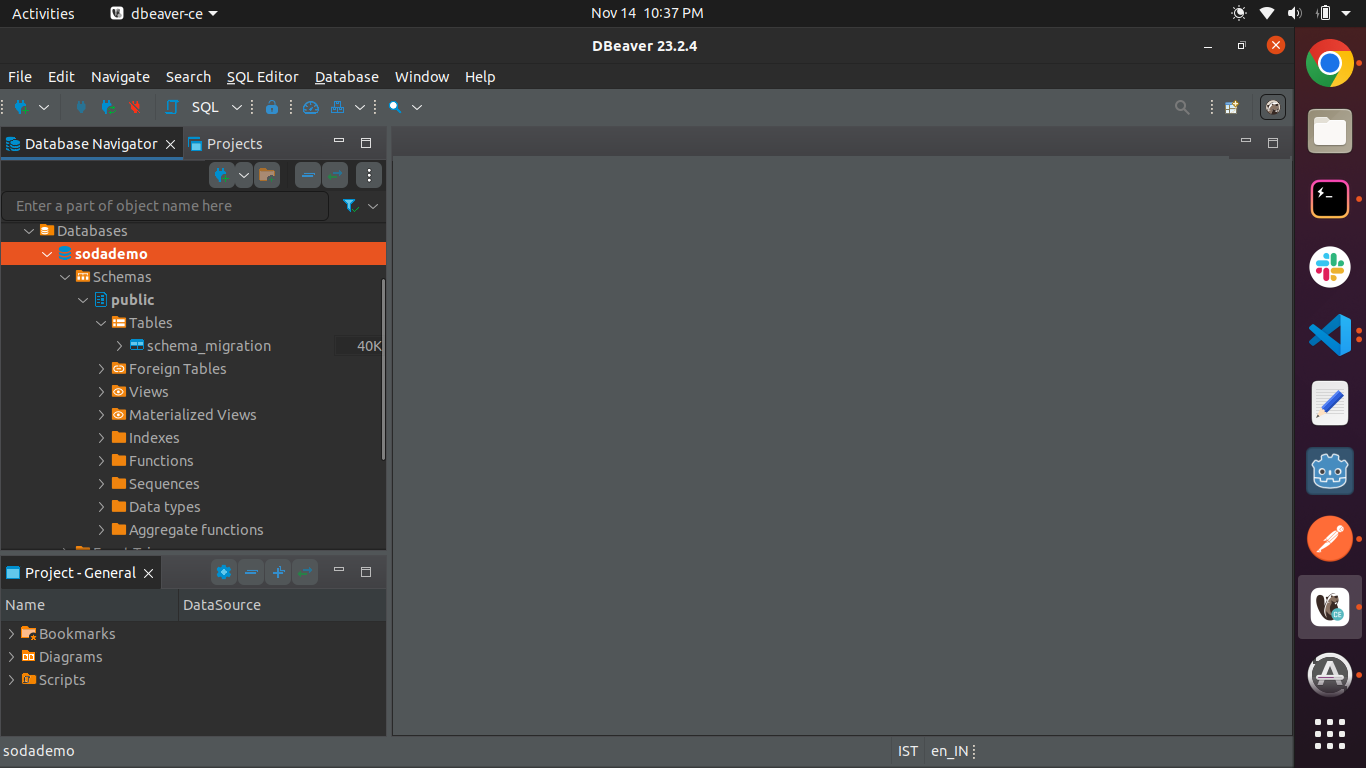 Activities dbeaver-ce Nov 14 10:37 PM
DBeaver 23.2.4
File Edit Navigate Search SQL Editor Database Window Help
SQL
Database Navigator Projects
Enter a part of object name here
Databases
sodademo
Schemas
public
Tables
schema_migration 40K
Foreign Tables
Views
Materialized Views
Indexes
Functions
Sequences
Data types
Aggregate functions
Project - General
Name DataSource
Bookmarks
Diagrams
Scripts
CE
sodademo IST en_IN